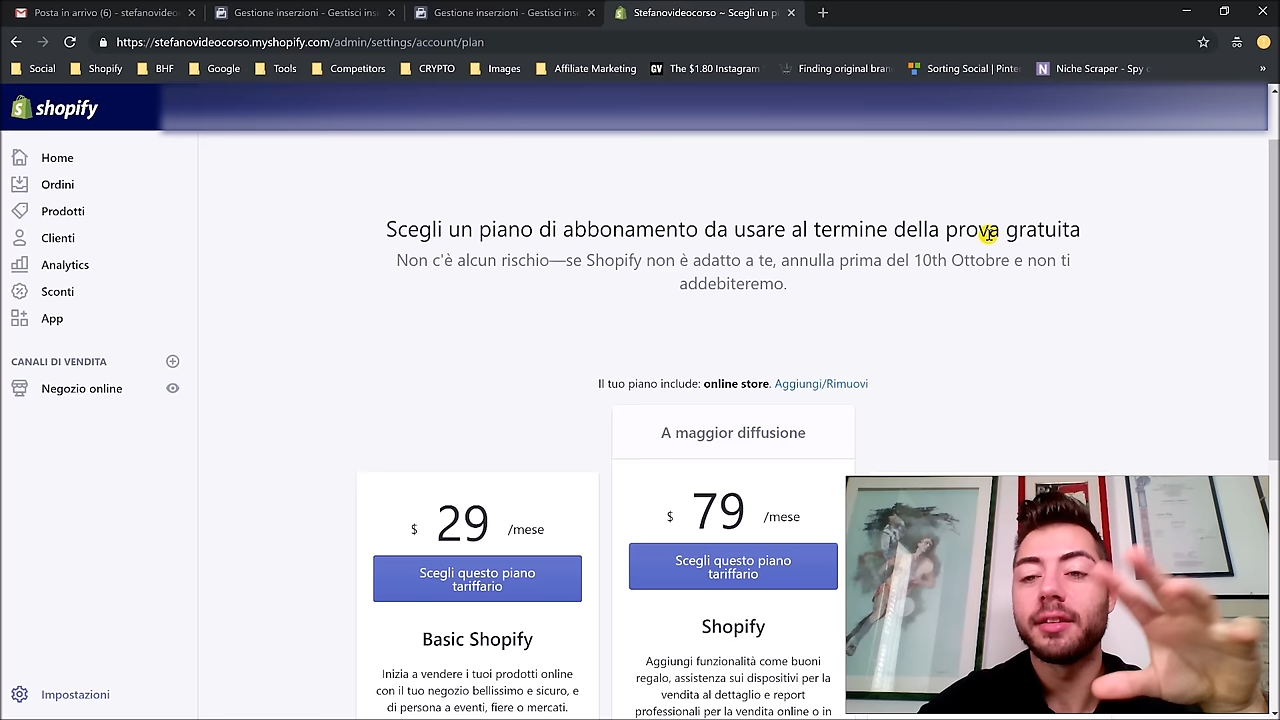 Posta in arrivo (6) - stefanovideo
Gestione inserzioni - Gestisci ins
Gestione inserzioni - Gestisci ins
Stefanovideocorso ~ Scegli un p
https://stefanovideocorso.myshopify.com/admin/settings/account/plan
Social Shopify BHF Google Tools Competitors CRYPTO Images Affiliate Marketing GV The $1.80 Instagram Finding original bran Sorting Social | Pinte N Niche Scraper - Spy »
shopify
Home
Ordini
Prodotti
Clienti
Analytics
Sconti
App
CANALI DI VENDITA
Negozio online
Impostazioni
Scegli un piano di abbonamento da usare al termine della prova gratuita
Non c'è alcun rischio—se Shopify non è adatto a te, annulla prima del 10th Ottobre e non ti
addebiteremo.
Il tuo piano include: online store. Aggiungi/Rimuovi
$ 29 /mese
Scegli questo piano
tariffario
Basic Shopify
Inizia a vendere i tuoi prodotti online
con il tuo negozio bellissimo e sicuro, e
di persona a eventi, fiere o mercati.
A maggior diffusione
$ 79 /mese
Scegli questo piano
tariffario
Shopify
Aggiungi funzionalità come buoni
regalo, assistenza sui dispositivi per la
vendita al dettaglio e report
professionali per la vendita online o in